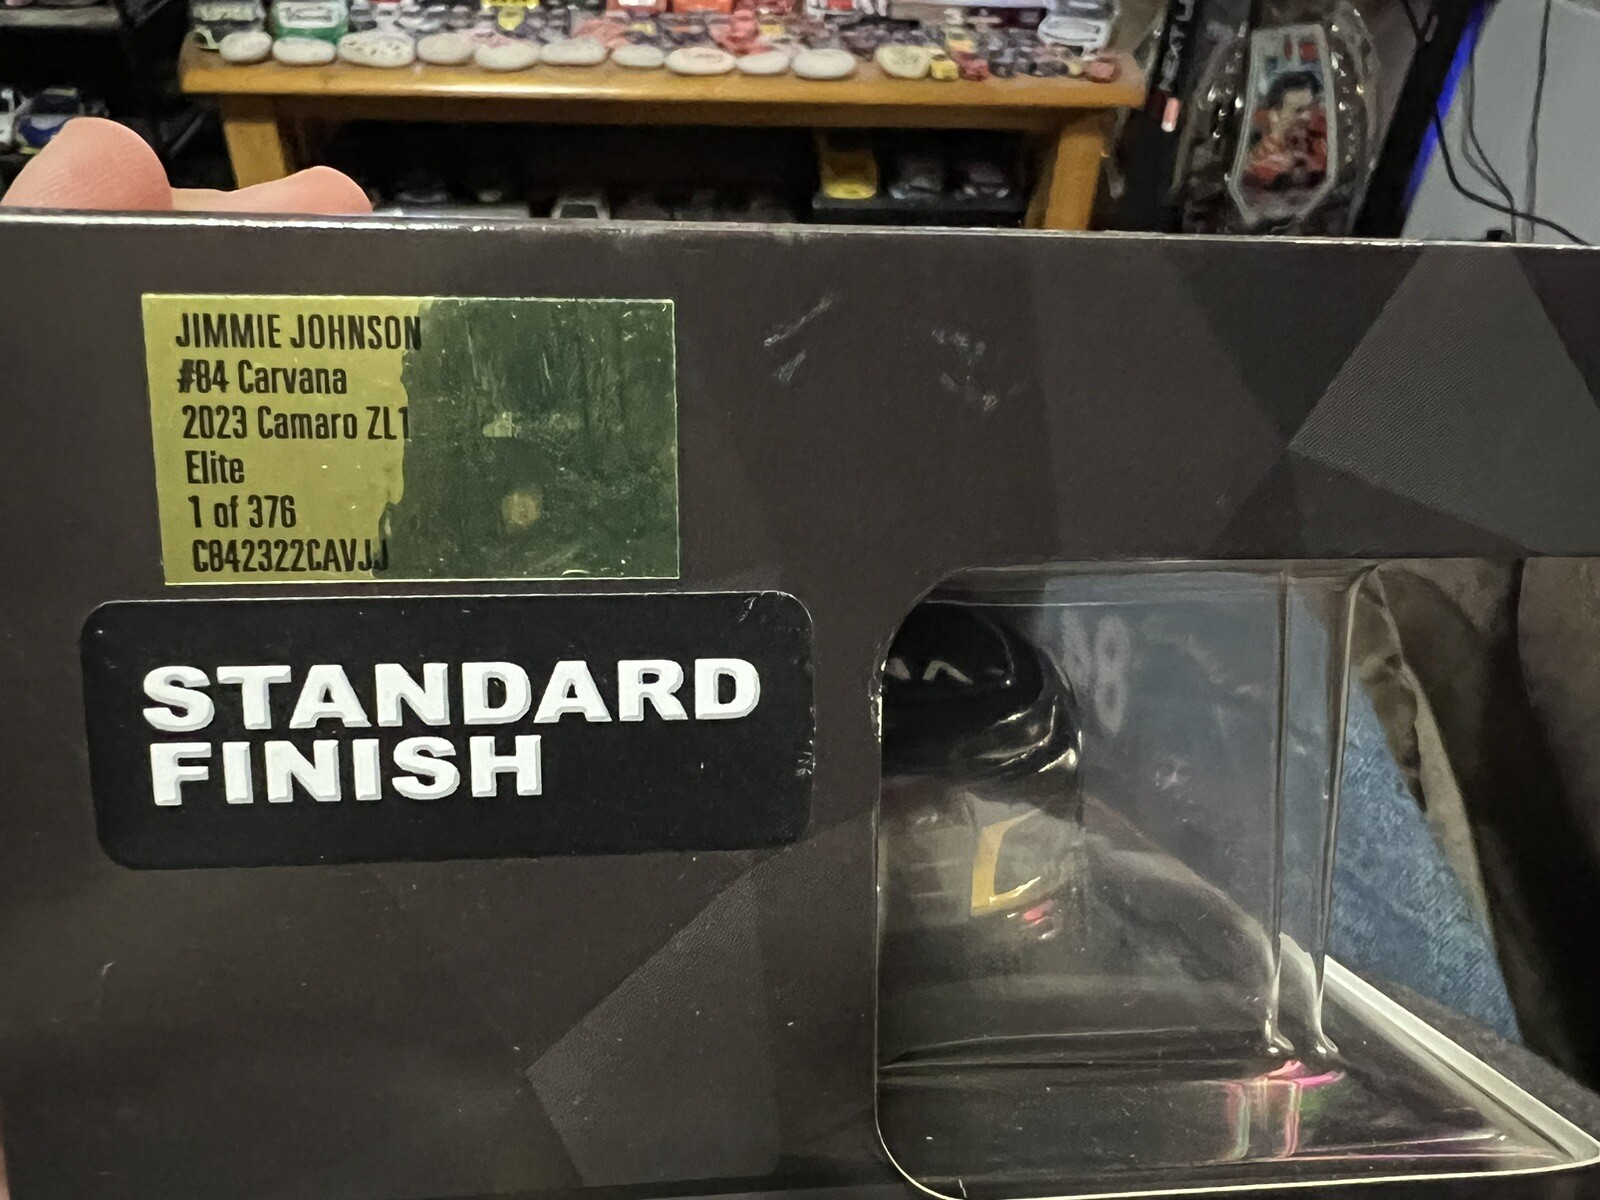 JIMMIE JOHNSON
#84 Carvana
2023 Camaro ZL1
Elite
1 of 376
C842322CAVJJ
STANDARD
FINISH